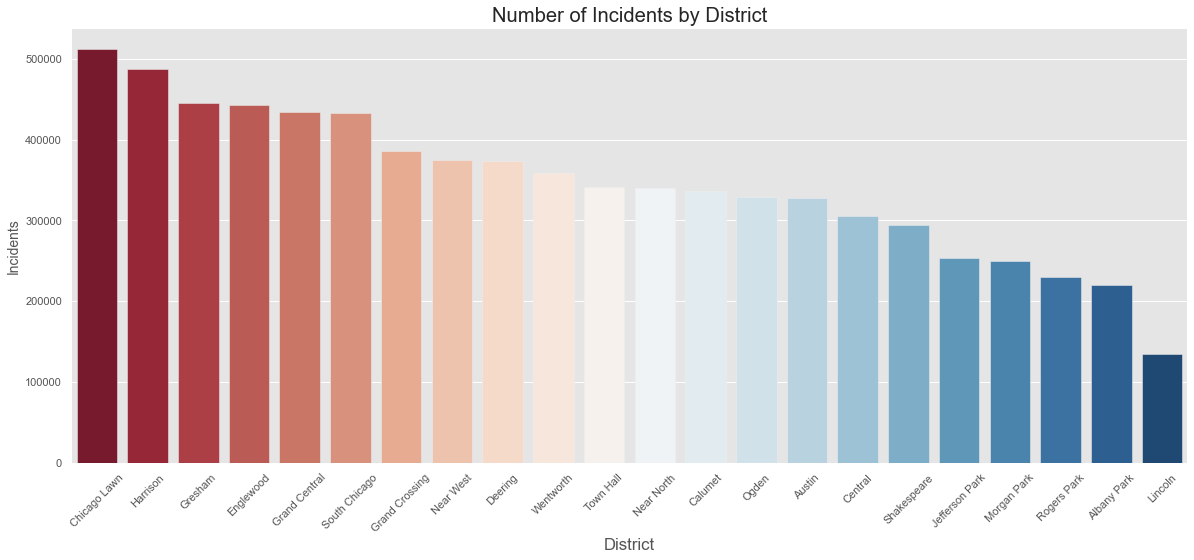 Number of Incidents by District
500000
400000
300000
200000
100000
0
Incidents
Chicago Lawn
Harrison
Gresham
Englewood
Grand Central
South Chicago
Grand Crossing
Near West
Deering
Wentworth
Town Hall
Near North
Calumet
Ogden
Austin
Central
Shakespeare
Jefferson Park
Morgan Park
Rogers Park
Albany Park
Lincoln
District